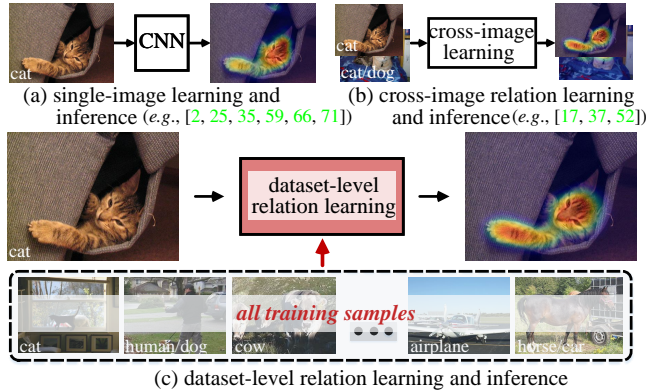 cat
CNN
cat
cat/dog
cross-image
learning
(a) single-image learning and
inference (e.g., [2, 25, 35, 59, 66, 71])
(b) cross-image relation learning
and inference (e.g., [17, 37, 52])
cat
dataset-level
relation learning
all training samples
cat
human/dog
cow
airplane
horse/car
(c) dataset-level relation learning and inference